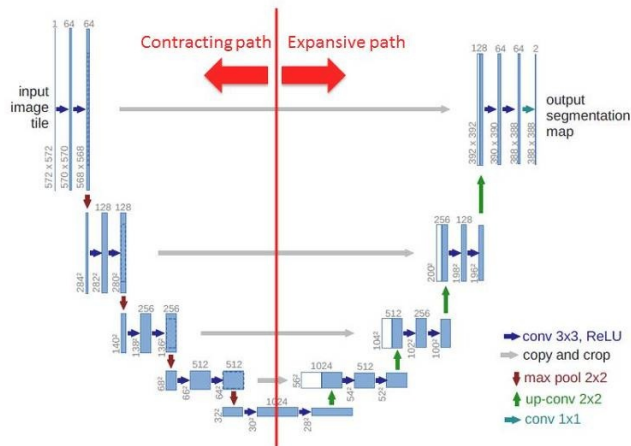 Contracting path
Expansive path
1 64 64
128 64 64 2
input
image
tile
output
segmentation
map
572 x 572
570 x 570
568 x 568
392 x 392
390 x 390
388 x 388
388 x 388
128 128
256 128
284²
282²
280²
200²
198²
196²
256 256
512 256
140²
138²
136²
104²
102²
100²
512 512
1024 512
68²
66²
64²
56²
54²
52²
1024
32²
30²
28²
conv 3x3, ReLU
copy and crop
max pool 2x2
up-conv 2x2
conv 1x1